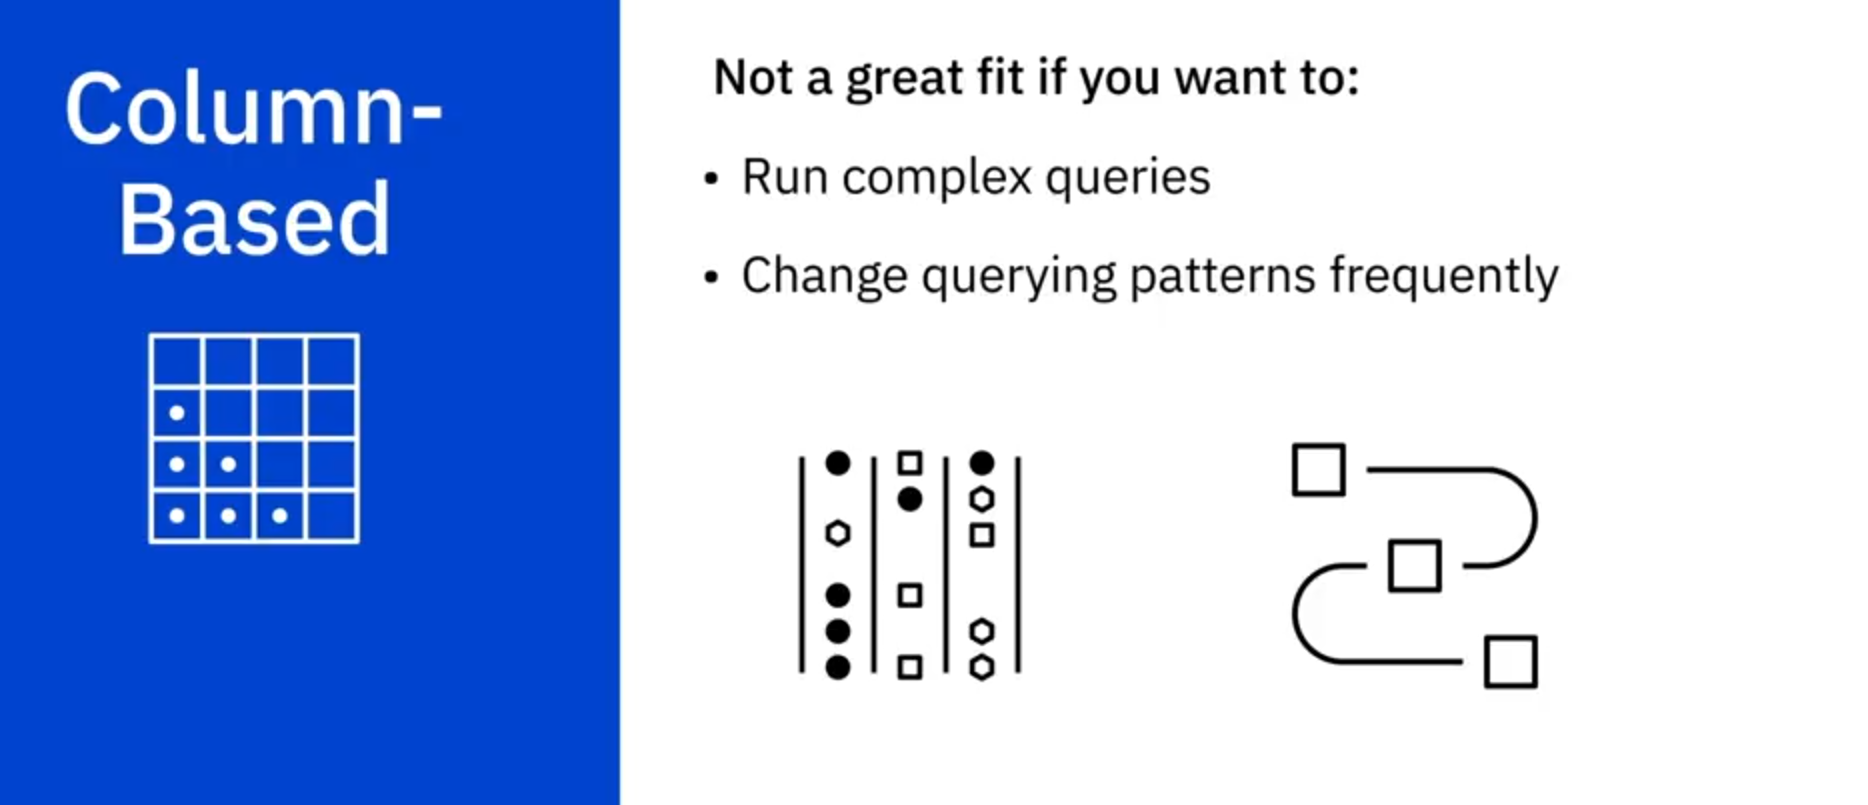 Column-
Based
Not a great fit if you want to:
• Run complex queries
• Change querying patterns frequently